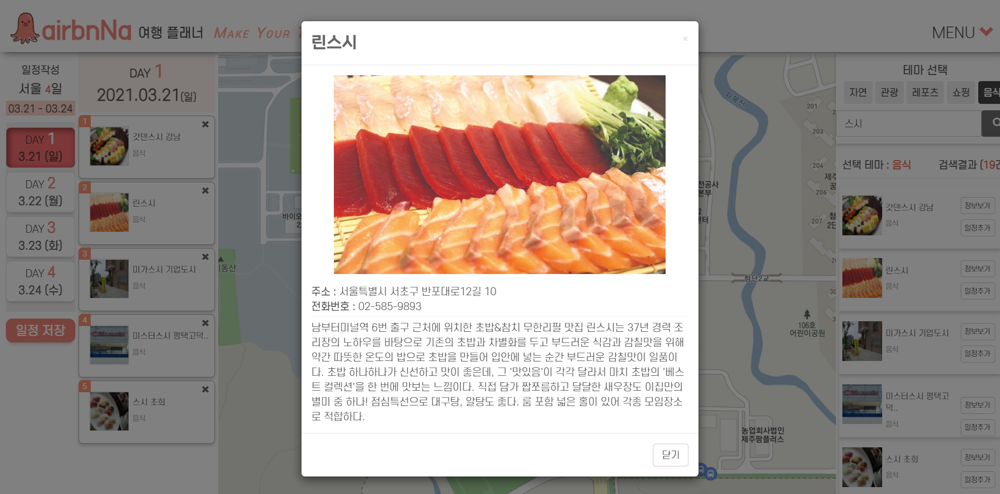 airbnNa 여행 플래너 MAKE YOUR
MENU
일정작성
서울 4일
03.21 - 03.24
DAY 1
3.21 (일)
DAY 2
3.22 (월)
DAY 3
3.23 (화)
DAY 4
3.24 (수)
일정 저장
DAY 1
2021.03.21(일)
1
갓덴스시 강남
음식
2
린스시
음식
3
미가스시 기업도시
음식
4
미스터스시 평택고덕..
음식
5
스시 초희
음식
린스시
×
주소 : 서울특별시 서초구 반포대로12길 10
전화번호 : 02-585-9893
남부터미널역 6번 출구 근처에 위치한 초밥&참치 무한리필 맛집 린스시는 37년 경력 조
리장의 노하우를 바탕으로 기존의 초밥과 차별화를 두고 부드러운 식감과 감칠맛을 위해
약간 따뜻한 온도의 밥으로 초밥을 만들어 입안에 넣는 순간 부드러운 감칠맛이 일품이
다. 초밥 하나하나가 신선하고 맛이 좋은데, 그 '맛있음'이 각각 달라서 마치 초밥의 '베스
트 컬렉션'을 한 번에 맛보는 느낌이다. 직접 담가 짭쪼름하고 달달한 새우장도 이집만의
별미 중 하나! 점심특선으로 대구탕, 알탕도 좋다. 룸 포함 넓은 홀이 있어 각종 모임장소
로 적합하다.
닫기
화북천
201
203
204
206
207
첨단2교
106호
어린이공원
농업회사법인
제주팜플러스
테마 선택
자연 관광 레포츠 쇼핑 음식
스시
선택 테마 : 음식 검색결과 (19건
갓덴스시 강남
음식
정보보기
일정추가
린스시
음식
정보보기
일정추가
미가스시 기업도시
음식
정보보기
일정추가
미스터스시 평택고
덕..
음식
정보보기
일정추가
스시 초희
음식
정보보기
일정추가